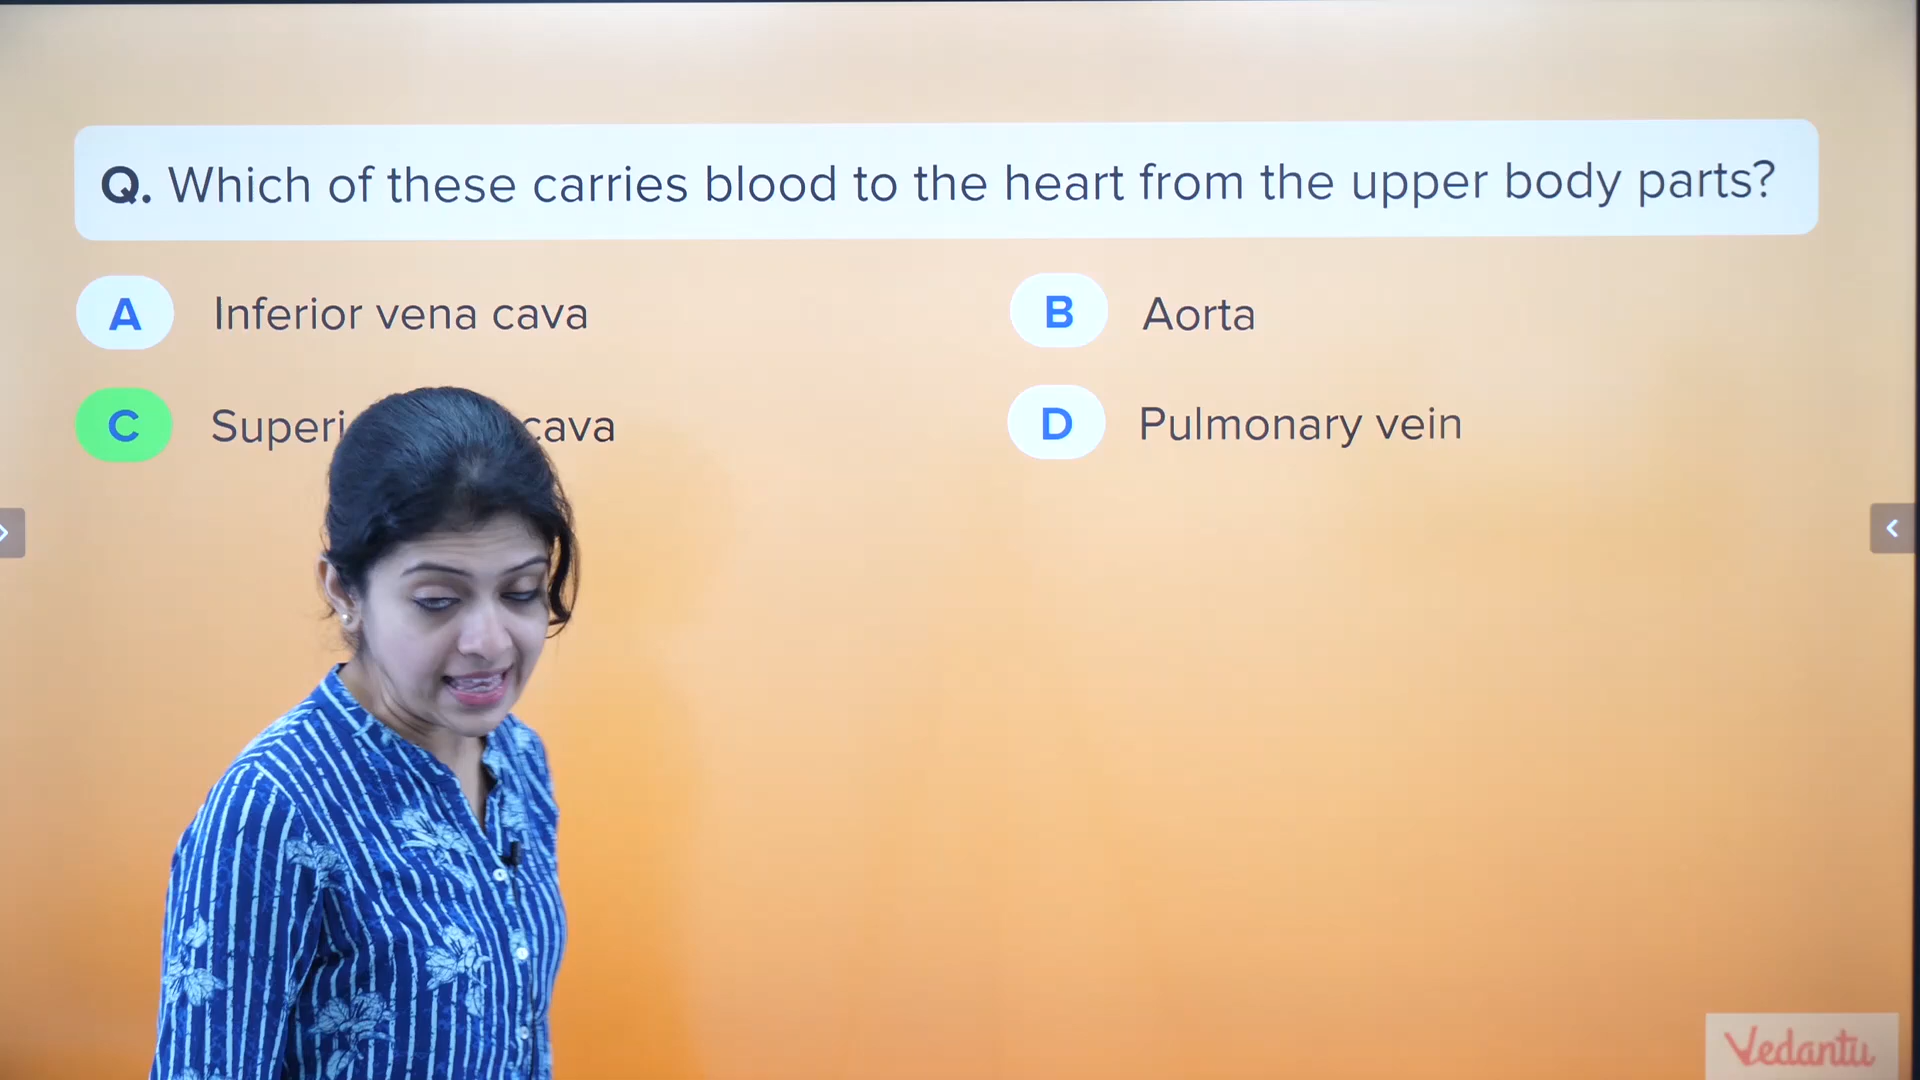 Q. Which of these carries blood to the heart from the upper body parts?
A Inferior vena cava
B Aorta
C cava
D Pulmonary vein
Vedantu